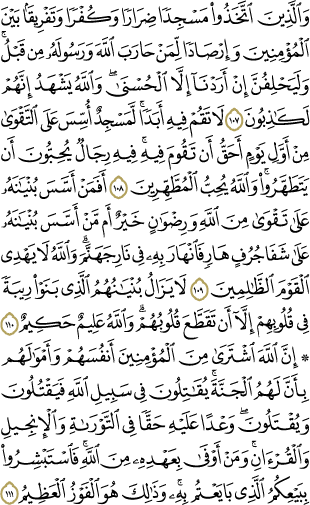 وَٱلَّذِينَ ٱتَّخَذُوا۟ مَسْجِدًا ضِرَارًا وَكُفْرًا وَتَفْرِيقًۢا بَيْنَ
ٱلْمُؤْمِنِينَ وَإِرْصَادًا لِّمَنْ حَارَبَ ٱللَّهَ وَرَسُولَهُۥ مِن قَبْلُ ۚ
وَلَيَحْلِفُنَّ إِنْ أَرَدْنَآ إِلَّا ٱلْحُسْنَىٰ ۖ وَٱللَّهُ يَشْهَدُ إِنَّهُمْ
لَكَـٰذِبُونَ ١٠٧ لَا تَقُمْ فِيهِ أَبَدًا ۚ لَّمَسْجِدٌ أُسِّسَ عَلَى ٱلتَّقْوَىٰ
مِنْ أَوَّلِ يَوْمٍ أَحَقُّ أَن تَقُومَ فِيهِ ۚ فِيهِ رِجَالٌ يُحِبُّونَ أَن
يَتَطَهَّرُوا۟ ۚ وَٱللَّهُ يُحِبُّ ٱلْمُطَّهِّرِينَ ١٠٨ أَفَمَنْ أَسَّسَ بُنْيَـٰنَهُۥ
عَلَىٰ تَقْوَىٰ مِنَ ٱللَّهِ وَرِضْوَٰنٍ خَيْرٌ أَم مَّنْ أَسَّسَ بُنْيَـٰنَهُۥ
عَلَىٰ شَفَا جُرُفٍ هَارٍ فَٱنْهَارَ بِهِۦ فِى نَارِ جَهَنَّمَ ۗ وَٱللَّهُ لَا يَهْدِى
ٱلْقَوْمَ ٱلظَّـٰلِمِينَ ١٠٩ لَا يَزَالُ بُنْيَـٰنُهُمُ ٱلَّذِى بَنَوْا۟ رِيبَةً
فِى قُلُوبِهِمْ إِلَّآ أَن تَقَطَّعَ قُلُوبُهُمْ ۗ وَٱللَّهُ عَلِيمٌ حَكِيمٌ ١١٠
۞ إِنَّ ٱللَّهَ ٱشْتَرَىٰ مِنَ ٱلْمُؤْمِنِينَ أَنفُسَهُمْ وَأَمْوَٰلَهُم
بِأَنَّ لَهُمُ ٱلْجَنَّةَ ۚ يُقَـٰتِلُونَ فِى سَبِيلِ ٱللَّهِ فَيَقْتُلُونَ
وَيُقْتَلُونَ ۖ وَعْدًا عَلَيْهِ حَقًّا فِى ٱلتَّوْرَىٰةِ وَٱلْإِنجِيلِ
وَٱلْقُرْءَانِ ۚ وَمَنْ أَوْفَىٰ بِعَهْدِهِۦ مِنَ ٱللَّهِ ۚ فَٱسْتَبْشِرُوا۟
بِبَيْعِكُمُ ٱلَّذِى بَايَعْتُم بِهِۦ ۚ وَذَٰلِكَ هُوَ ٱلْفَوْزُ ٱلْعَظِيمُ ١١١